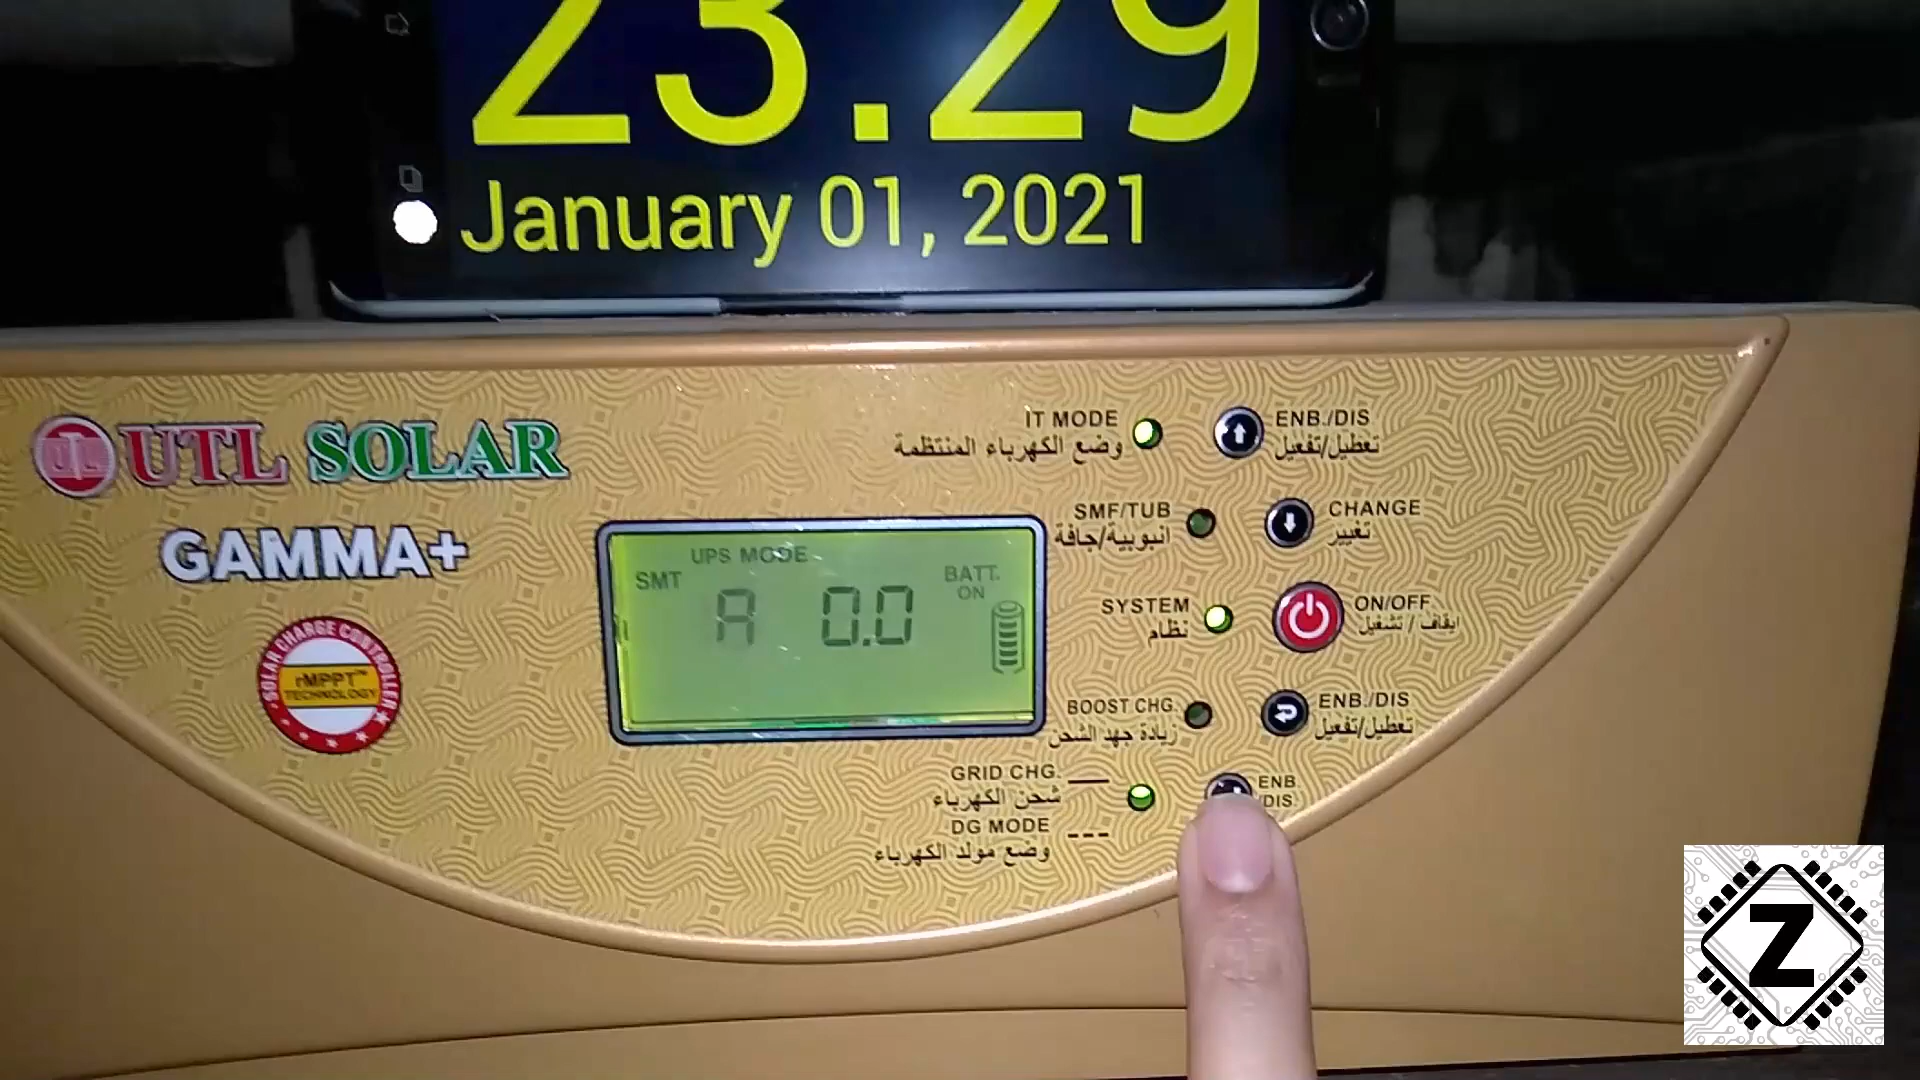 23.29
January 01, 2021
UTL SOLAR
GAMMA+
SOLAR CHARGE CONTROLLER
rMPPT™
TECHNOLOGY
UPS MODE
SMT
BATT.
ON
A 0.0
IT MODE
وضع الكهرباء المنتظمة
ENB./DIS
تعطيل/تفعيل
SMF/TUB
انبوبية/جافة
CHANGE
تغيير
SYSTEM
نظام
ON/OFF
ايقاف / تشغيل
BOOST CHG.
زيادة جهد الشحن
ENB./DIS
تعطيل/تفعيل
GRID CHG.
شحن الكهرباء
ENB.
/DIS.
DG MODE
وضع مولد الكهرباء
Z